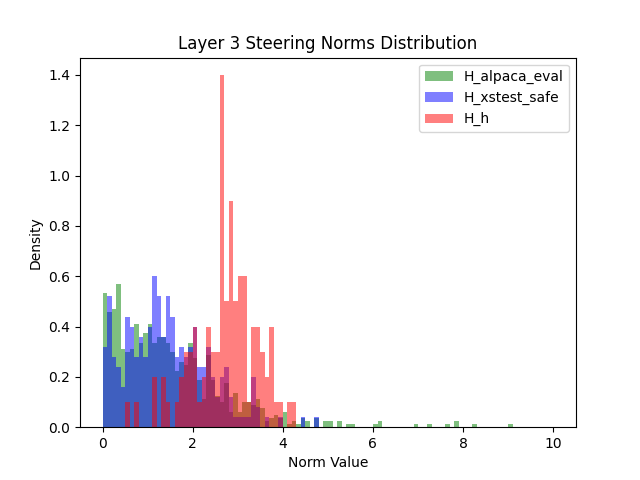 Layer 3 Steering Norms Distribution
H_alpaca_eval
H_xstest_safe
H_h
1.4
1.2
1.0
0.8
0.6
0.4
0.2
0.0
Density
0 2 4 6 8 10
Norm Value